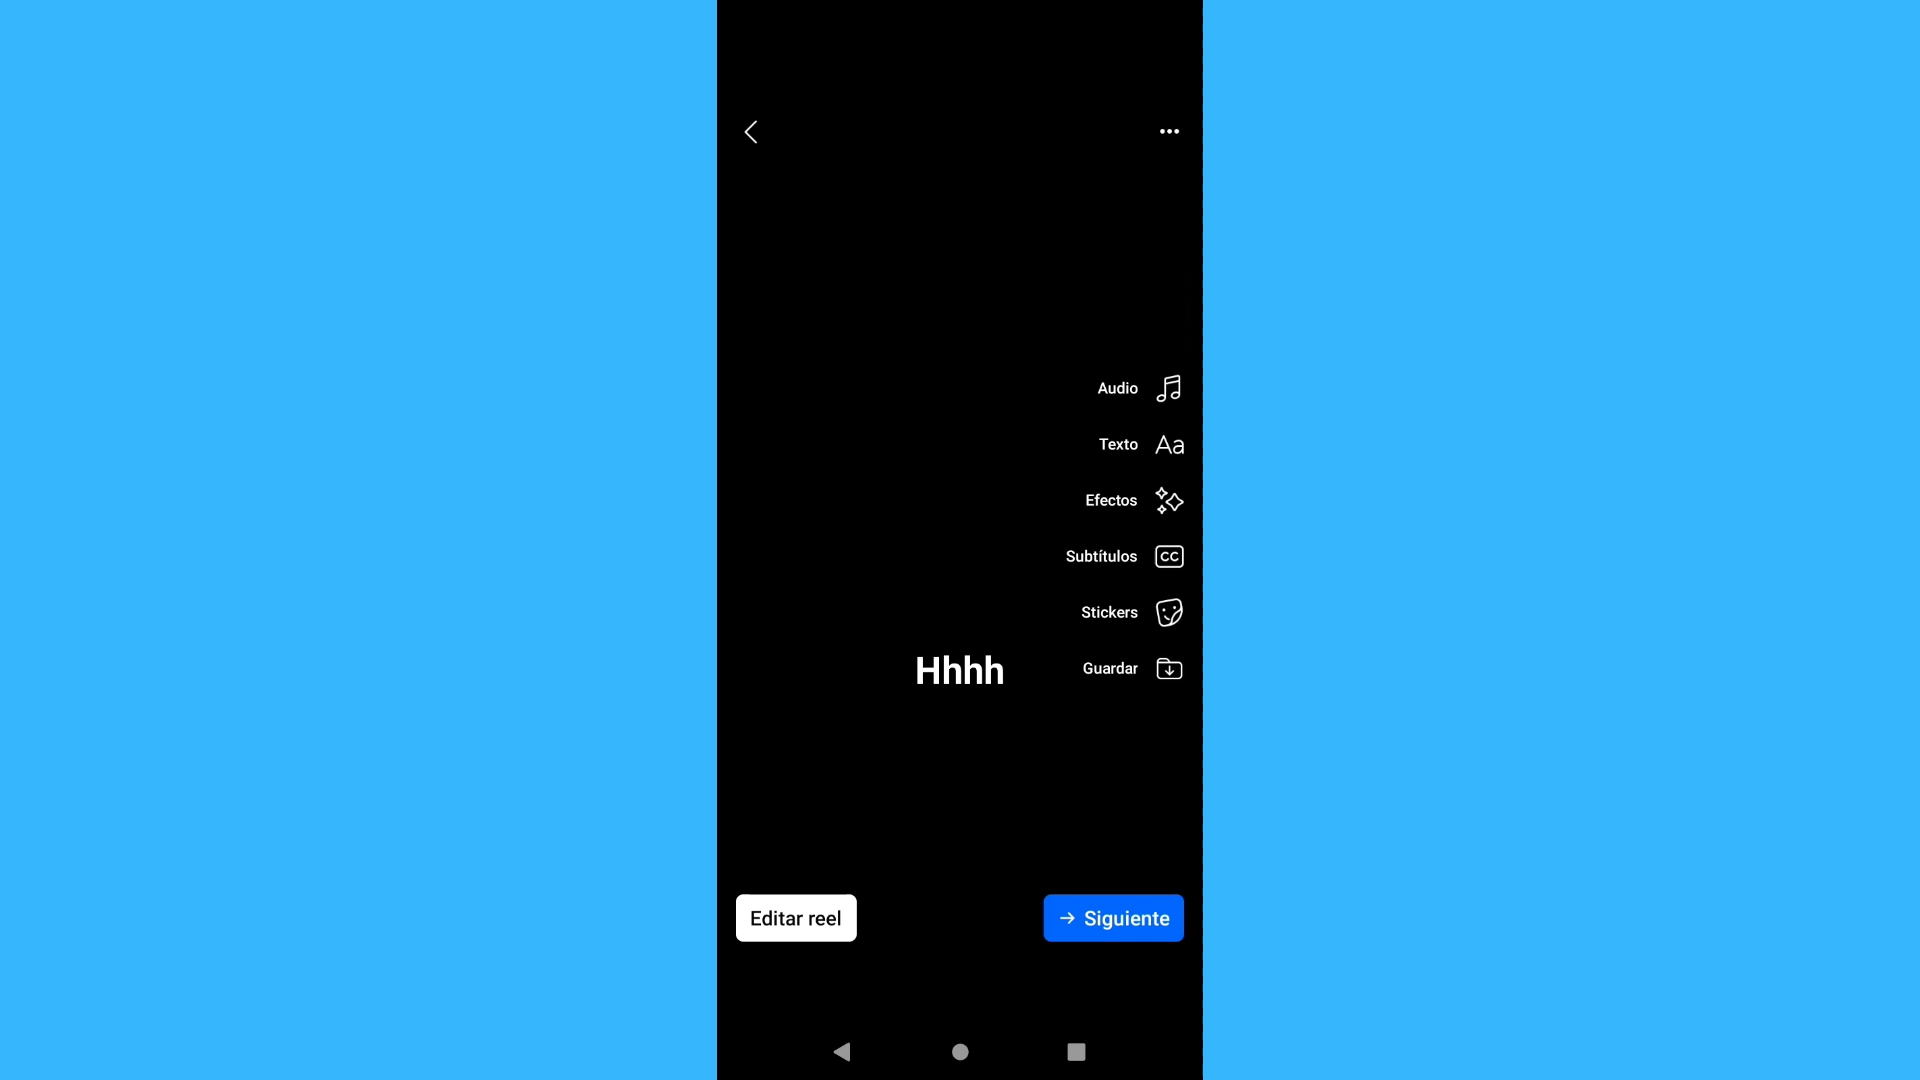 Audio
Texto
Aa
Efectos
Subtítulos
CC
Stickers
Hhhh
Guardar
Editar reel
Siguiente